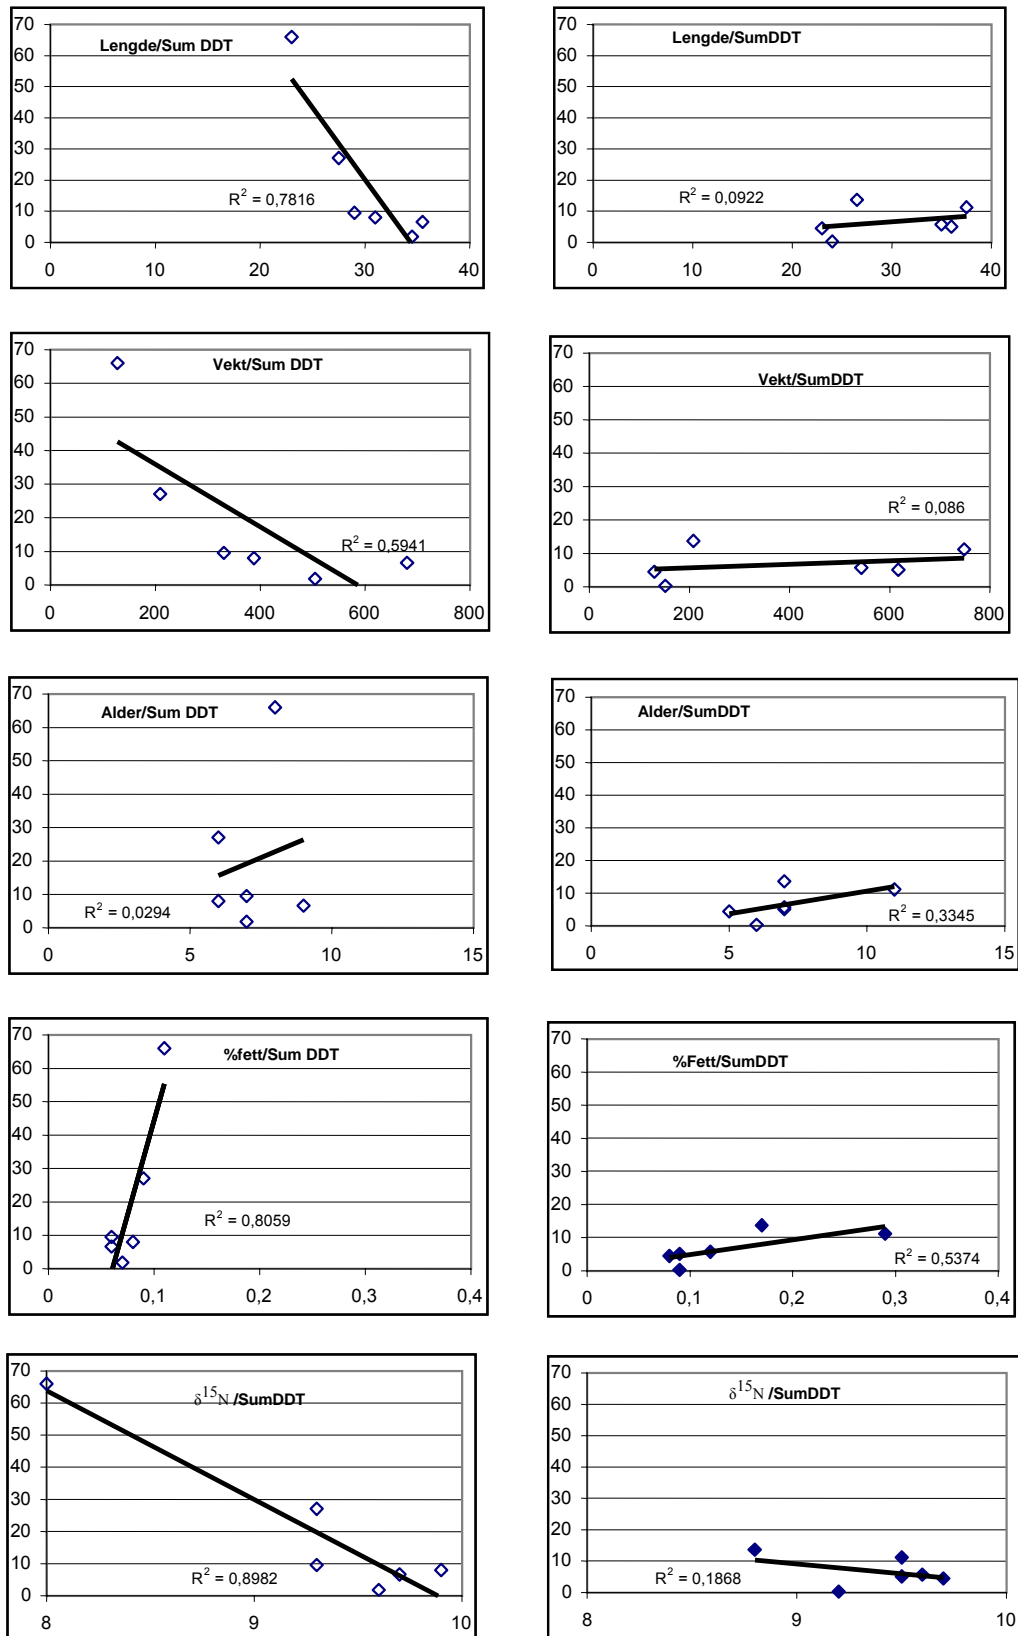 70
60
50
40
30
20
10
0
Lengde/Sum DDT
R² = 0,7816
0 10 20 30 40
70
60
50
40
30
20
10
0
Lengde/SumDDT
R² = 0,0922
0 10 20 30 40
70
60
50
40
30
20
10
0
Vekt/Sum DDT
R² = 0,5941
0 200 400 600 800
70
60
50
40
30
20
10
0
Vekt/SumDDT
R² = 0,086
0 200 400 600 800
70
60
50
40
30
20
10
0
Alder/Sum DDT
R² = 0,0294
0 5 10 15
70
60
50
40
30
20
10
0
Alder/SumDDT
R² = 0,3345
0 5 10 15
70
60
50
40
30
20
10
0
%fett/Sum DDT
R² = 0,8059
0 0,1 0,2 0,3 0,4
70
60
50
40
30
20
10
0
%Fett/SumDDT
R² = 0,5374
0 0,1 0,2 0,3 0,4
70
60
50
40
30
20
10
0
δ¹⁵N /SumDDT
R² = 0,8982
8 9 10
70
60
50
40
30
20
10
0
δ¹⁵N /SumDDT
R² = 0,1868
8 9 10